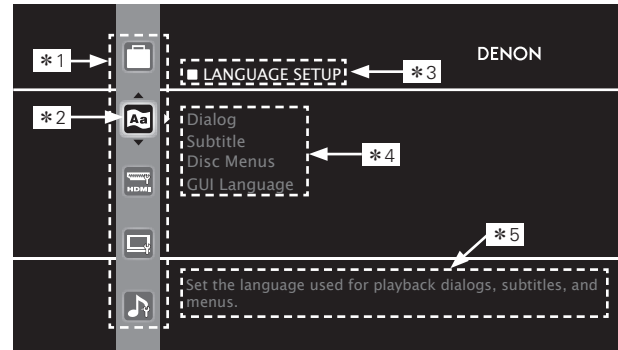 ＊1
■ LANGUAGE SETUP
＊3
DENON
＊2
Aa
Dialog
Subtitle
Disc Menus
GUI Language
＊4
HDMI
＊5
Set the language used for playback dialogs, subtitles, and
menus.